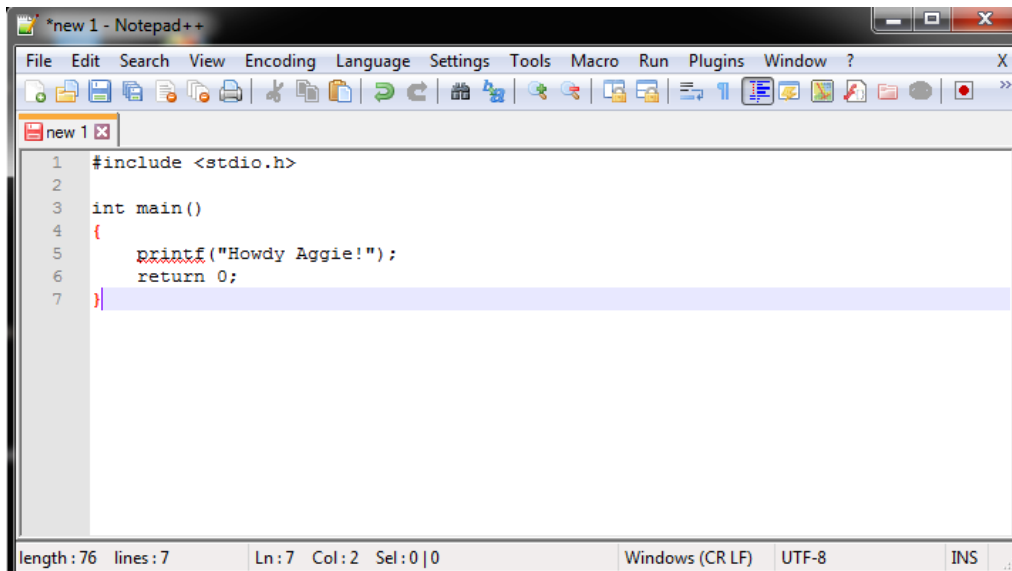 *new 1 - Notepad++
File Edit Search View Encoding Language Settings Tools Macro Run Plugins Window ? X
new 1
1 #include <stdio.h>
2
3 int main()
4 {
5     printf("Howdy Aggie!");
6     return 0;
7 }
length : 76 lines : 7 Ln : 7 Col : 2 Sel : 0 | 0 Windows (CR LF) UTF-8 INS